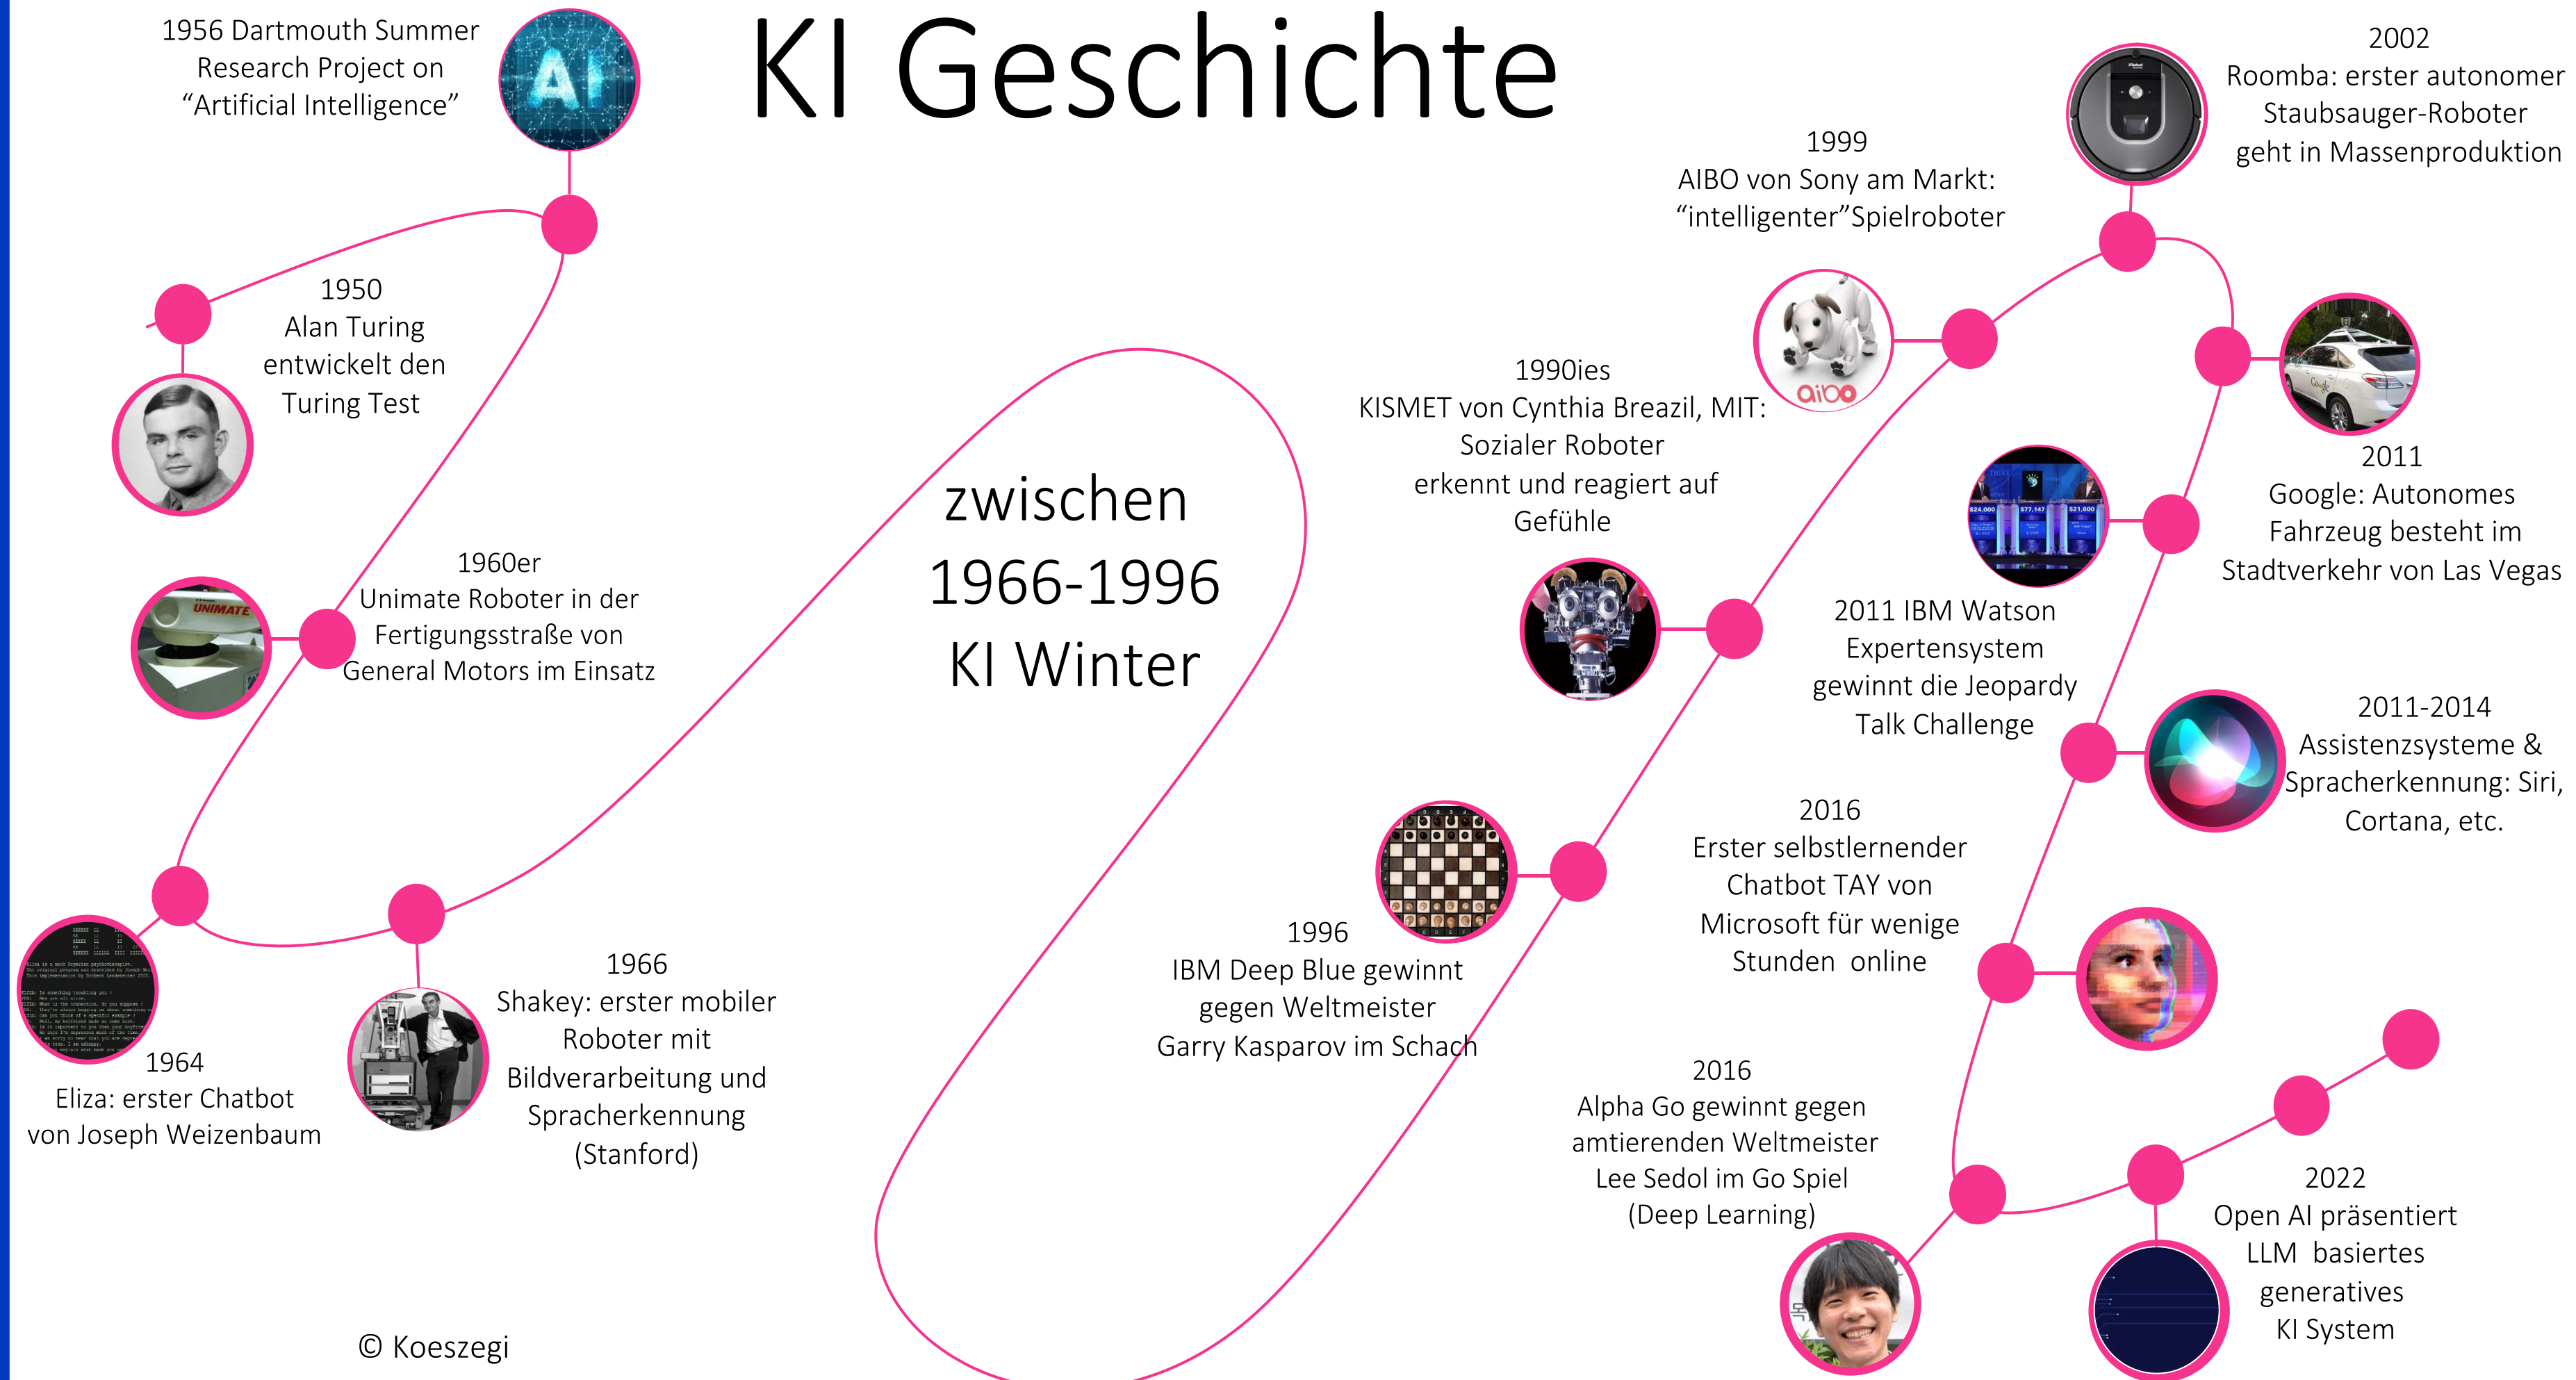 KI Geschichte
1956 Dartmouth Summer
Research Project on
“Artificial Intelligence”
AI
1950
Alan Turing
entwickelt den
Turing Test
UNIMATE
1960er
Unimate Roboter in der
Fertigungsstraße von
General Motors im Einsatz
1964
Eliza: erster Chatbot
von Joseph Weizenbaum
1966
Shakey: erster mobiler
Roboter mit
Bildverarbeitung und
Spracherkennung
(Stanford)
zwischen
1966-1996
KI Winter
1996
IBM Deep Blue gewinnt
gegen Weltmeister
Garry Kasparov im Schach
1990ies
KISMET von Cynthia Breazil, MIT:
Sozialer Roboter
erkennt und reagiert auf
Gefühle
1999
AIBO von Sony am Markt:
“intelligenter”Spielroboter
aibo
2002
Roomba: erster autonomer
Staubsauger-Roboter
geht in Massenproduktion
Google
2011
Google: Autonomes
Fahrzeug besteht im
Stadtverkehr von Las Vegas
$24,000 $77,147 $21,600
2011 IBM Watson
Expertensystem
gewinnt die Jeopardy
Talk Challenge
2011-2014
Assistenzsysteme &
Spracherkennung: Siri,
Cortana, etc.
2016
Erster selbstlernender
Chatbot TAY von
Microsoft für wenige
Stunden online
2016
Alpha Go gewinnt gegen
amtierenden Weltmeister
Lee Sedol im Go Spiel
(Deep Learning)
2022
Open AI präsentiert
LLM basiertes
generatives
KI System
© Koeszegi